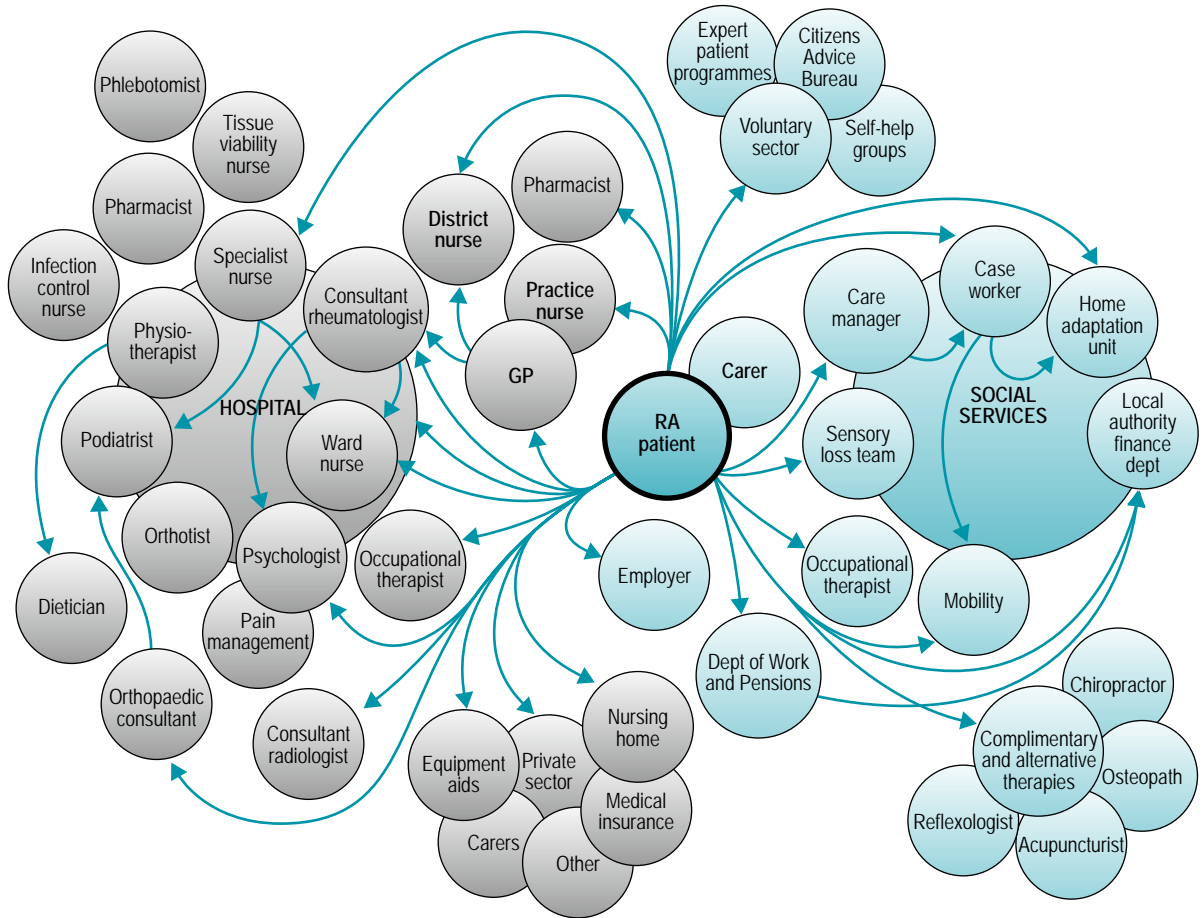 Phlebotomist
Tissue
viability
nurse
Pharmacist
Infection
control
nurse
Specialist
nurse
Physio-
therapist
Consultant
rheumatologist
HOSPITAL
Podiatrist
Ward
nurse
Orthotist
Psychologist
Occupational
therapist
Dietician
Pain
management
Orthopaedic
consultant
Consultant
radiologist
District
nurse
Pharmacist
Practice
nurse
GP
Expert
patient
programmes
Citizens
Advice
Bureau
Voluntary
sector
Self-help
groups
Carer
RA
patient
Care
manager
Case
worker
Home
adaptation
unit
SOCIAL
SERVICES
Local
authority
finance
dept
Sensory
loss team
Occupational
therapist
Mobility
Employer
Dept of Work
and Pensions
Nursing
home
Equipment
aids
Private
sector
Medical
insurance
Carers
Other
Chiropractor
Complimentary
and alternative
therapies
Osteopath
Reflexologist
Acupuncturist